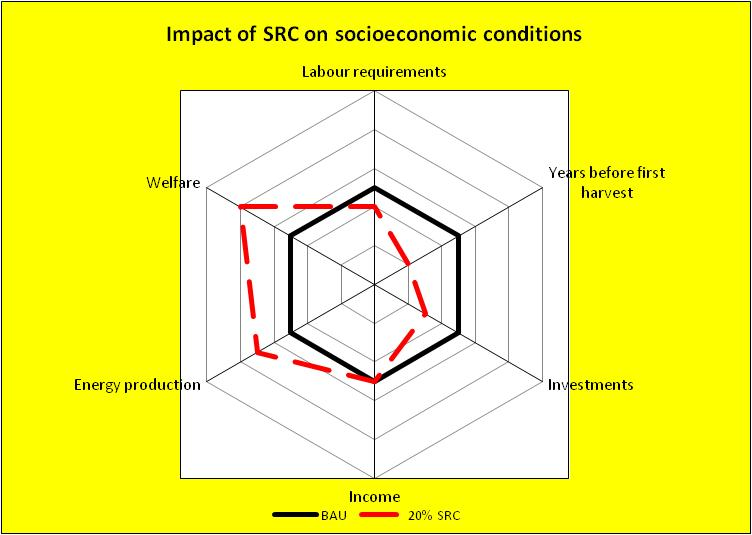 Impact of SRC on socioeconomic conditions
Labour requirements
Welfare
Years before first
harvest
Energy production
Investments
Income
BAU
20% SRC